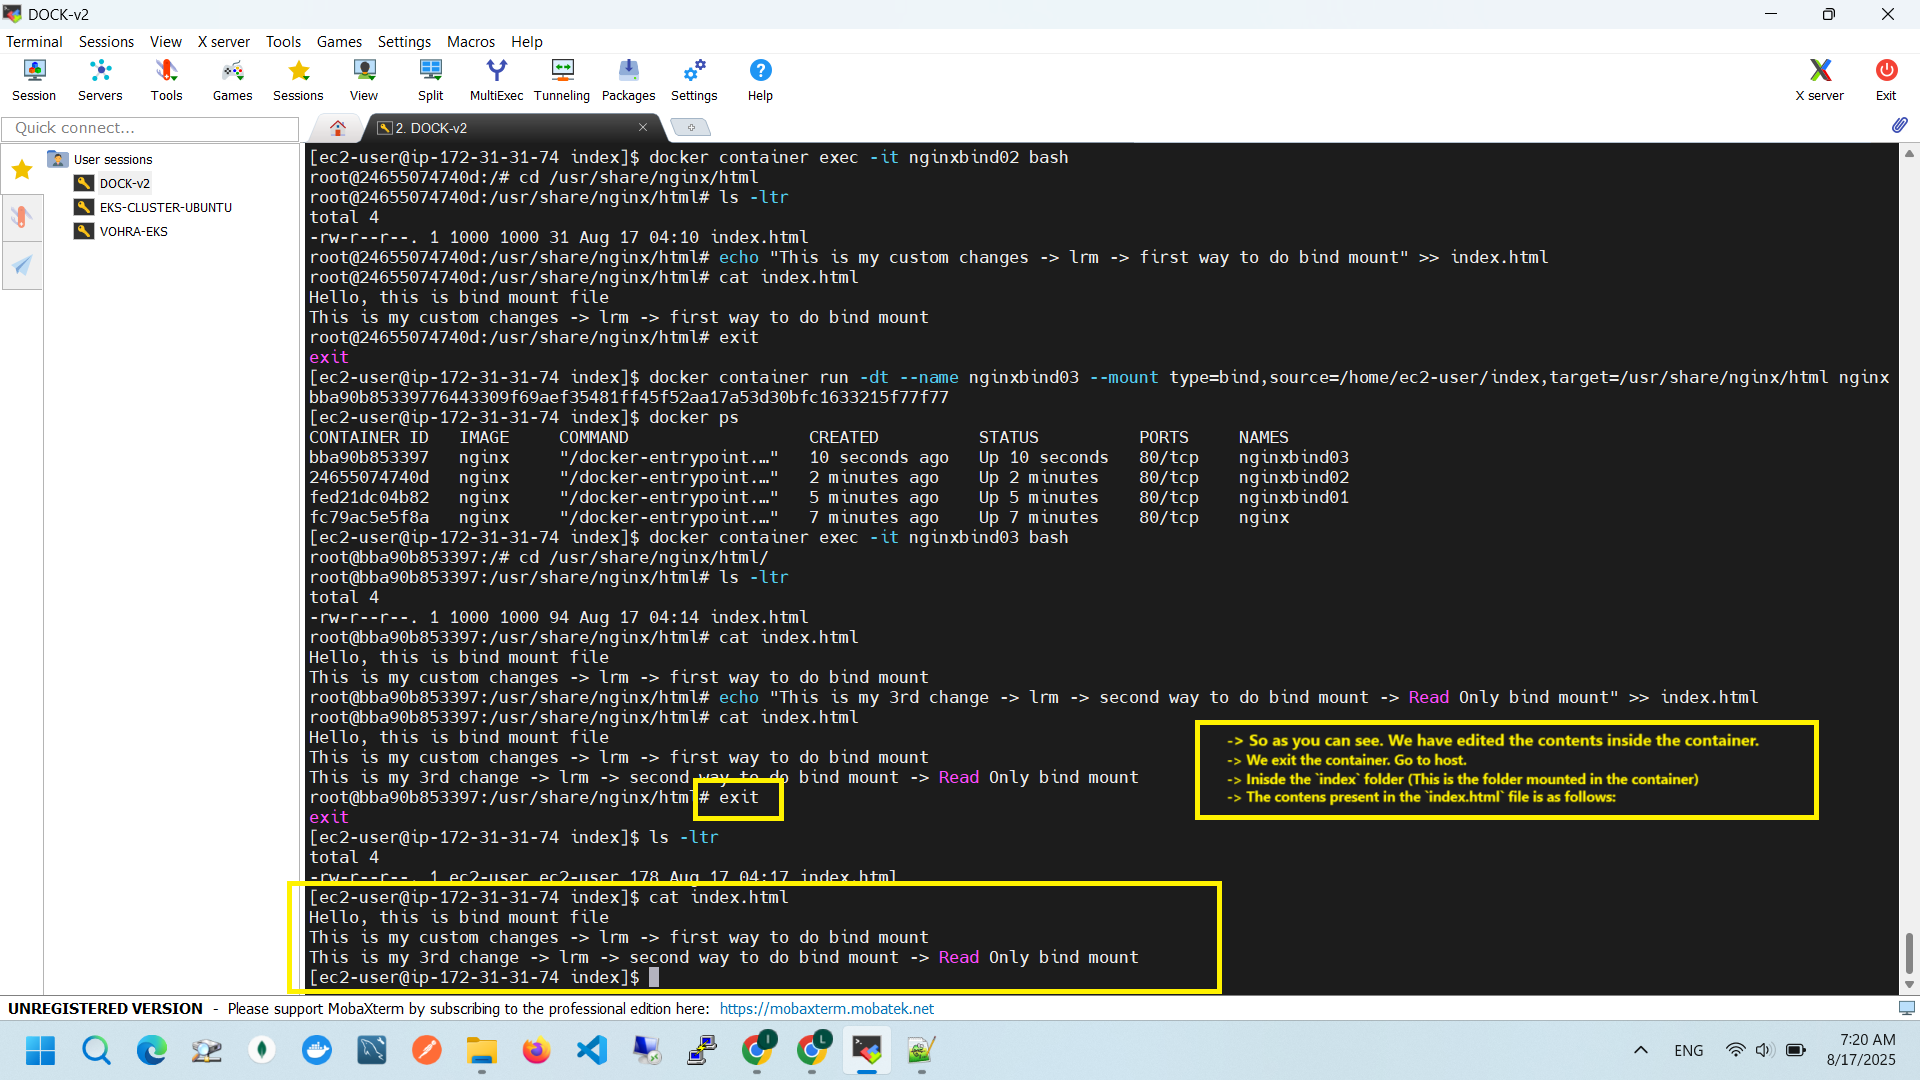 DOCK-v2
Terminal Sessions View X server Tools Games Settings Macros Help
Session Servers Tools Games Sessions View Split MultiExec Tunneling Packages Settings Help X server Exit
Quick connect...
2. DOCK-v2
User sessions
DOCK-v2
EKS-CLUSTER-UBUNTU
VOHRA-EKS
[ec2-user@ip-172-31-31-74 index]$ docker container exec -it nginxbind02 bash
root@24655074740d:/# cd /usr/share/nginx/html
root@24655074740d:/usr/share/nginx/html# ls -ltr
total 4
-rw-r--r--. 1 1000 1000 31 Aug 17 04:10 index.html
root@24655074740d:/usr/share/nginx/html# echo "This is my custom changes -> lrm -> first way to do bind mount" >> index.html
root@24655074740d:/usr/share/nginx/html# cat index.html
Hello, this is bind mount file
This is my custom changes -> lrm -> first way to do bind mount
root@24655074740d:/usr/share/nginx/html# exit
exit
[ec2-user@ip-172-31-31-74 index]$ docker container run -dt --name nginxbind03 --mount type=bind,source=/home/ec2-user/index,target=/usr/share/nginx/html nginx
bba90b85339776443309f69aef35481ff45f52aa17a53d30bfc1633215f77f77
[ec2-user@ip-172-31-31-74 index]$ docker ps
CONTAINER ID IMAGE COMMAND CREATED STATUS PORTS NAMES
bba90b853397 nginx "/docker-entrypoint.…" 10 seconds ago Up 10 seconds 80/tcp nginxbind03
24655074740d nginx "/docker-entrypoint.…" 2 minutes ago Up 2 minutes 80/tcp nginxbind02
fed21dc04b82 nginx "/docker-entrypoint.…" 5 minutes ago Up 5 minutes 80/tcp nginxbind01
fc79ac5e5f8a nginx "/docker-entrypoint.…" 7 minutes ago Up 7 minutes 80/tcp nginx
[ec2-user@ip-172-31-31-74 index]$ docker container exec -it nginxbind03 bash
root@bba90b853397:/# cd /usr/share/nginx/html/
root@bba90b853397:/usr/share/nginx/html# ls -ltr
total 4
-rw-r--r--. 1 1000 1000 94 Aug 17 04:14 index.html
root@bba90b853397:/usr/share/nginx/html# cat index.html
Hello, this is bind mount file
This is my custom changes -> lrm -> first way to do bind mount
root@bba90b853397:/usr/share/nginx/html# echo "This is my 3rd change -> lrm -> second way to do bind mount -> Read Only bind mount" >> index.html
root@bba90b853397:/usr/share/nginx/html# cat index.html
Hello, this is bind mount file
This is my custom changes -> lrm -> first way to do bind mount
This is my 3rd change -> lrm -> second way to do bind mount -> Read Only bind mount
root@bba90b853397:/usr/share/nginx/html# exit
exit
[ec2-user@ip-172-31-31-74 index]$ ls -ltr
total 4
-rw-r--r--. 1 ec2-user ec2-user 178 Aug 17 04:17 index.html
[ec2-user@ip-172-31-31-74 index]$ cat index.html
Hello, this is bind mount file
This is my custom changes -> lrm -> first way to do bind mount
This is my 3rd change -> lrm -> second way to do bind mount -> Read Only bind mount
[ec2-user@ip-172-31-31-74 index]$
-> So as you can see. We have edited the contents inside the container.
-> We exit the container. Go to host.
-> Inisde the `index` folder (This is the folder mounted in the container)
-> The contens present in the `index.html` file is as follows:
UNREGISTERED VERSION - Please support MobaXterm by subscribing to the professional edition here: https://mobaxterm.mobatek.net
I
L
ENG
7:20 AM
8/17/2025